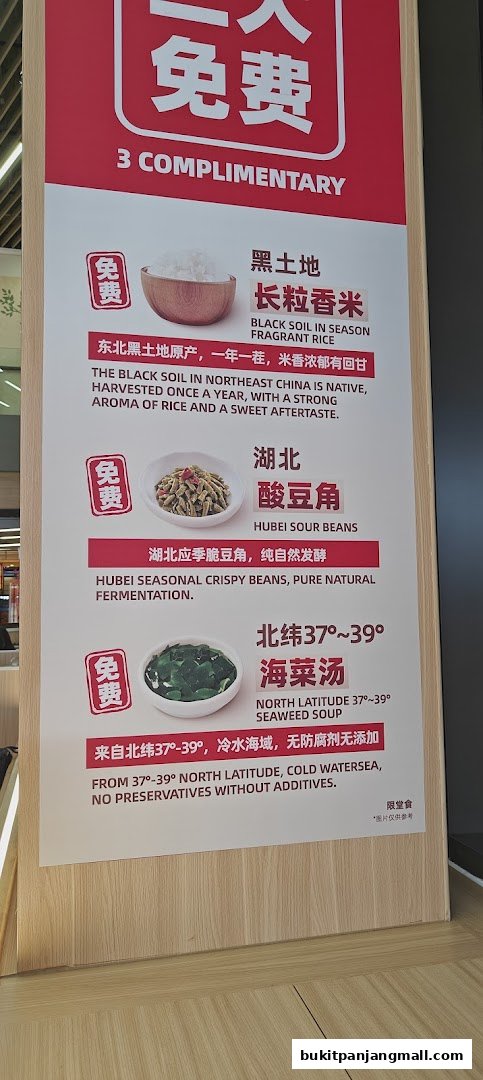 免费
3 COMPLIMENTARY
免费
黑土地
长粒香米
BLACK SOIL IN SEASON
FRAGRANT RICE
东北黑土地原产，一年一茬，米香浓郁有回甘
THE BLACK SOIL IN NORTHEAST CHINA IS NATIVE,
HARVESTED ONCE A YEAR, WITH A STRONG
AROMA OF RICE AND A SWEET AFTERTASTE.
免费
湖北
酸豆角
HUBEI SOUR BEANS
湖北应季脆豆角，纯自然发酵
HUBEI SEASONAL CRISPY BEANS, PURE NATURAL
FERMENTATION.
免费
北纬37°~39°
海菜汤
NORTH LATITUDE 37°~39°
SEAWEED SOUP
来自北纬37°-39°，冷水海域，无防腐剂无添加
FROM 37°-39° NORTH LATITUDE, COLD WATERSEA,
NO PRESERVATIVES WITHOUT ADDITIVES.
限堂食
*图片仅供参考
bukitpanjangmall.com